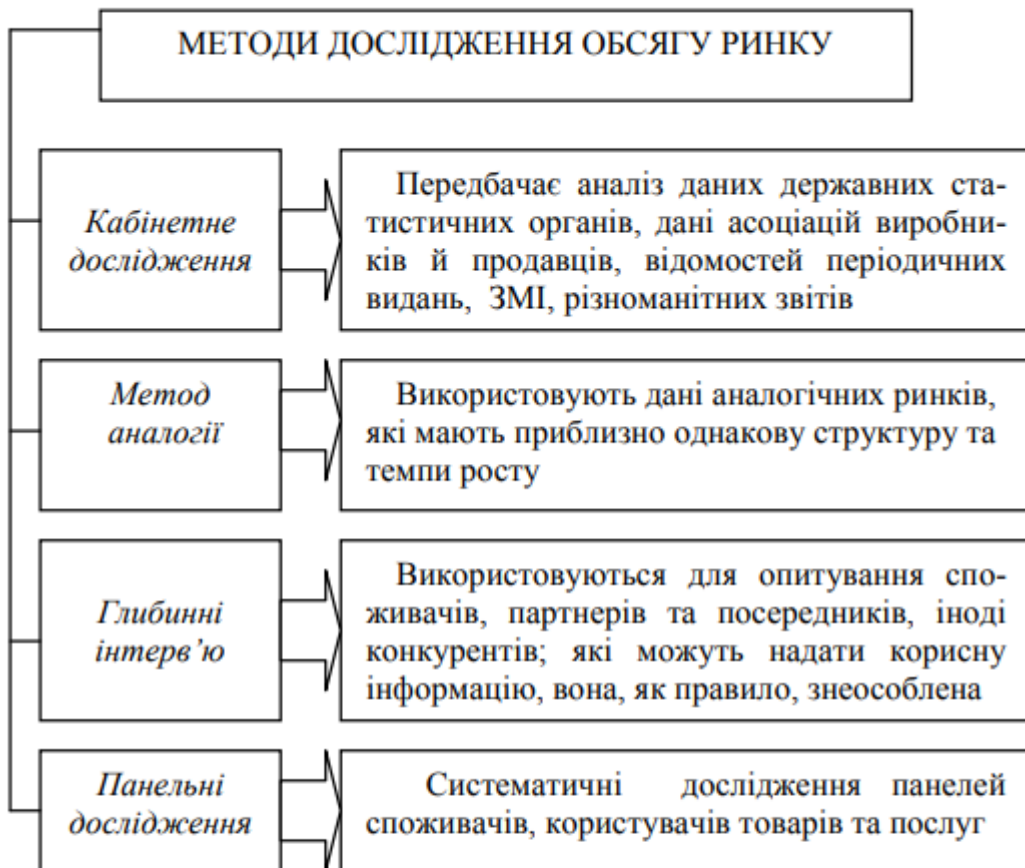 МЕТОДИ ДОСЛІДЖЕННЯ ОБСЯГУ РИНКУ
Кабінетне
дослідження
Передбачає аналіз даних державних ста-
тистичних органів, дані асоціацій виробни-
ків й продавців, відомостей періодичних
видань, ЗМІ, різноманітних звітів
Метод
аналогії
Використовують дані аналогічних ринків,
які мають приблизно однакову структуру та
темпи росту
Глибинні
інтерв’ю
Використовуються для опитування спо-
живачів, партнерів та посередників, іноді
конкурентів; які можуть надати корисну
інформацію, вона, як правило, знеособлена
Панельні
дослідження
Систематичні дослідження панелей
споживачів, користувачів товарів та послуг